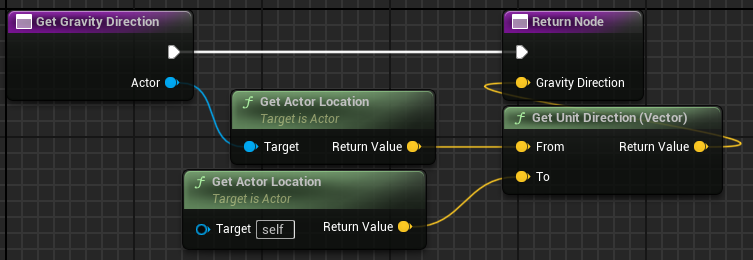 Get Gravity Direction
Return Node
Actor
Gravity Direction
Get Actor Location
Target is Actor
Target
Return Value
Get Unit Direction (Vector)
From
Return Value
To
Get Actor Location
Target is Actor
Target self
Return Value